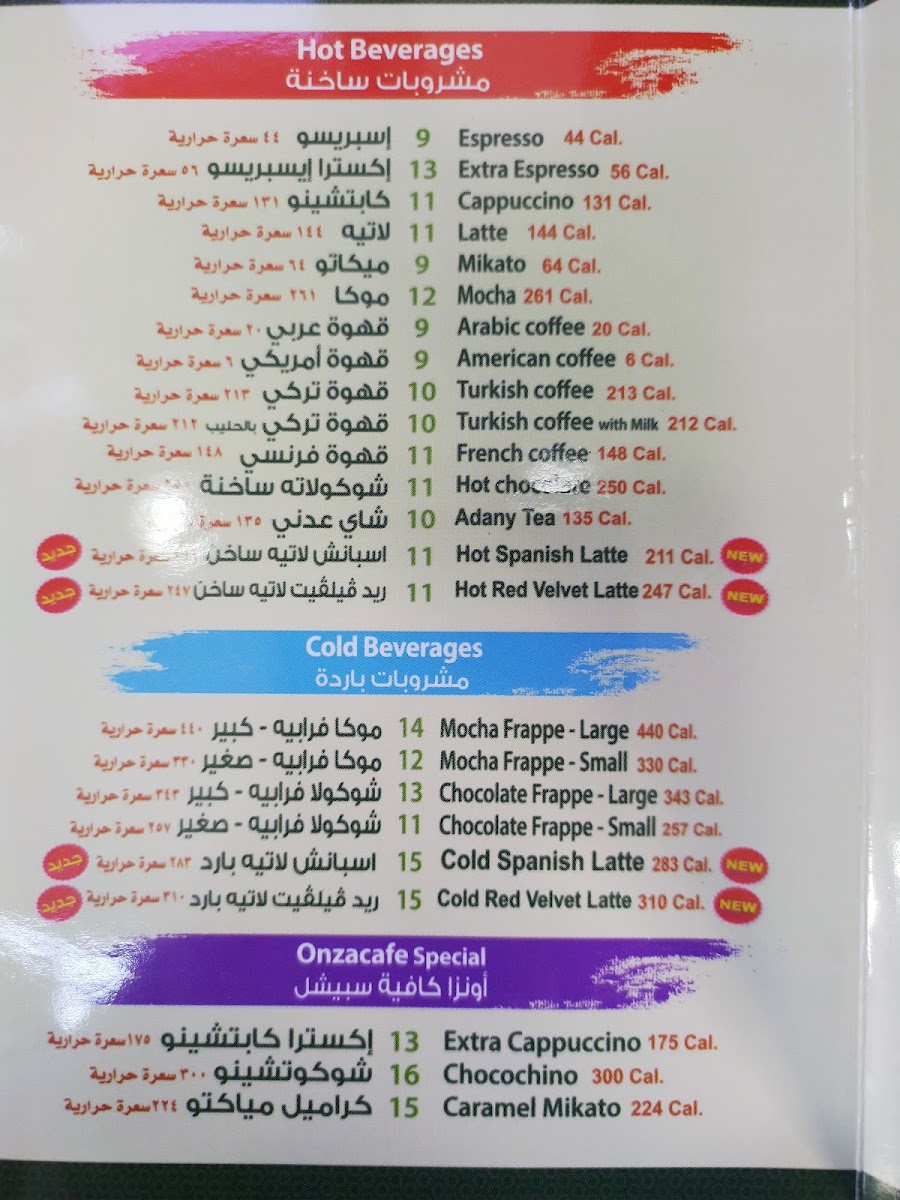 Hot Beverages
مشروبات ساخنة
إسبريسو ٤٤ سعرة حرارية 9 Espresso 44 Cal.
إكسترا إيسبريسو ٥٦ سعرة حرارية 13 Extra Espresso 56 Cal.
كابتشينو ١٣١ سعرة حرارية 11 Cappuccino 131 Cal.
لاتيه ١٤٤ سعرة حرارية 11 Latte 144 Cal.
ميكاتو ٦٤ سعرة حرارية 9 Mikato 64 Cal.
موكا ٢٦١ سعرة حرارية 12 Mocha 261 Cal.
قهوة عربي ٢٠ سعرة حرارية 9 Arabic coffee 20 Cal.
قهوة أمريكي ٦ سعرة حرارية 9 American coffee 6 Cal.
قهوة تركي ٢١٣ سعرة حرارية 10 Turkish coffee 213 Cal.
قهوة تركي بالحليب ٢١٢ سعرة حرارية 10 Turkish coffee with Milk 212 Cal.
قهوة فرنسي ١٤٨ سعرة حرارية 11 French coffee 148 Cal.
شوكولاته ساخنة سعرة حرارية 11 Hot chocolate 250 Cal.
شاي عدني ١٣٥ سعرة 10 Adany Tea 135 Cal.
جديد اسبانش لاتيه ساخن سعرة حرارية 11 Hot Spanish Latte 211 Cal. NEW
جديد ريد ڤيلڤيت لاتيه ساخن ٢٤٧ سعرة حرارية 11 Hot Red Velvet Latte 247 Cal. NEW
Cold Beverages
مشروبات باردة
موكا فرابيه - كبير ٤٤٠ سعرة حرارية 14 Mocha Frappe - Large 440 Cal.
موكا فرابيه - صغير ٣٣٠ سعرة حرارية 12 Mocha Frappe - Small 330 Cal.
شوكولا فرابيه - كبير ٣٤٣ سعرة حرارية 13 Chocolate Frappe - Large 343 Cal.
شوكولا فرابيه - صغير ٢٥٧ سعرة حرارية 11 Chocolate Frappe - Small 257 Cal.
جديد اسبانش لاتيه بارد ٢٨٣ سعرة حرارية 15 Cold Spanish Latte 283 Cal. NEW
جديد ريد ڤيلڤيت لاتيه بارد ٣١٠ سعرة حرارية 15 Cold Red Velvet Latte 310 Cal. NEW
Onzacafe Special
أونزا كافية سبيشل
إكسترا كابتشينو ١٧٥ سعرة حرارية 13 Extra Cappuccino 175 Cal.
شوكوتشينو ٣٠٠ سعرة حرارية 16 Chocochino 300 Cal.
كراميل مياكتو ٢٢٤ سعرة حرارية 15 Caramel Mikato 224 Cal.